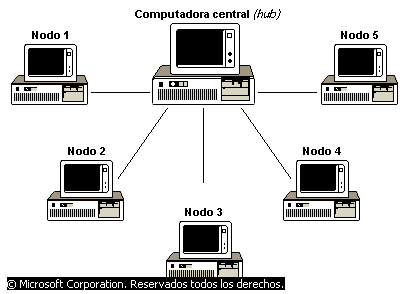 Computadora central (hub)
Nodo 1
Nodo 5
Nodo 2
Nodo 4
Nodo 3
© Microsoft Corporation. Reservados todos los derechos.